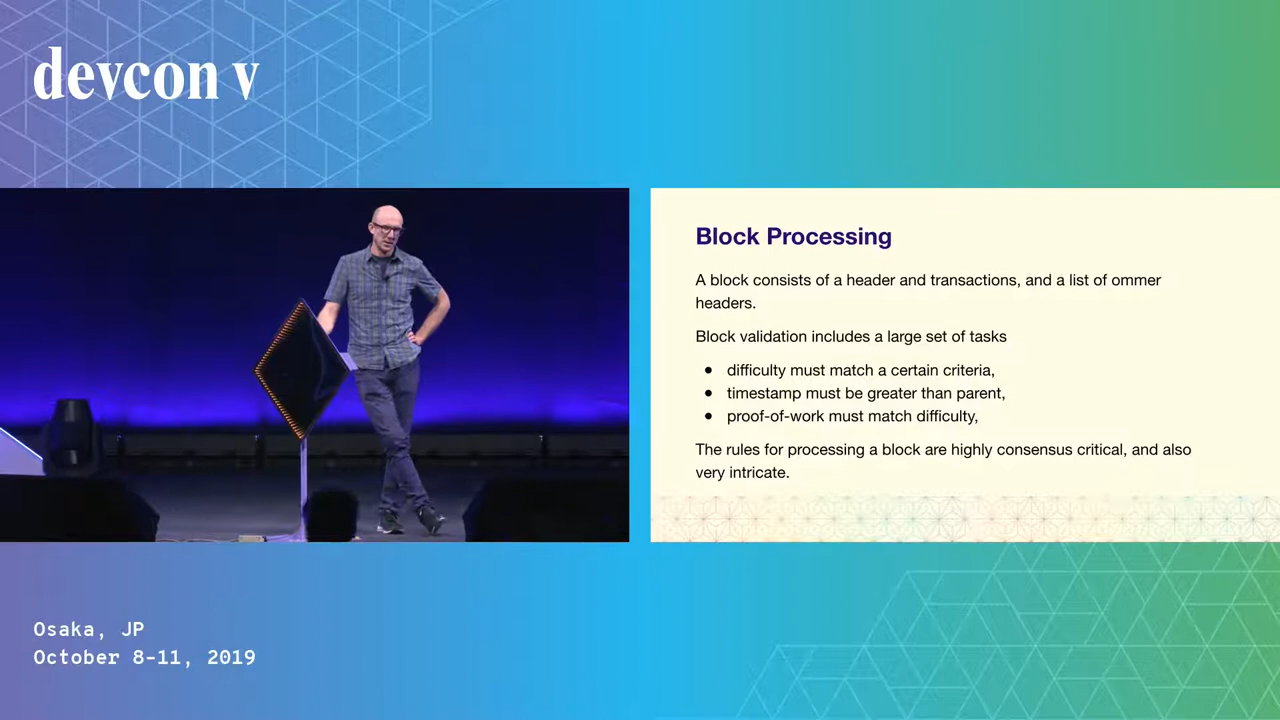 devcon v
Block Processing
A block consists of a header and transactions, and a list of ommer
headers.
Block validation includes a large set of tasks
● difficulty must match a certain criteria,
● timestamp must be greater than parent,
● proof-of-work must match difficulty,
The rules for processing a block are highly consensus critical, and also
very intricate.
Osaka, JP
October 8-11, 2019